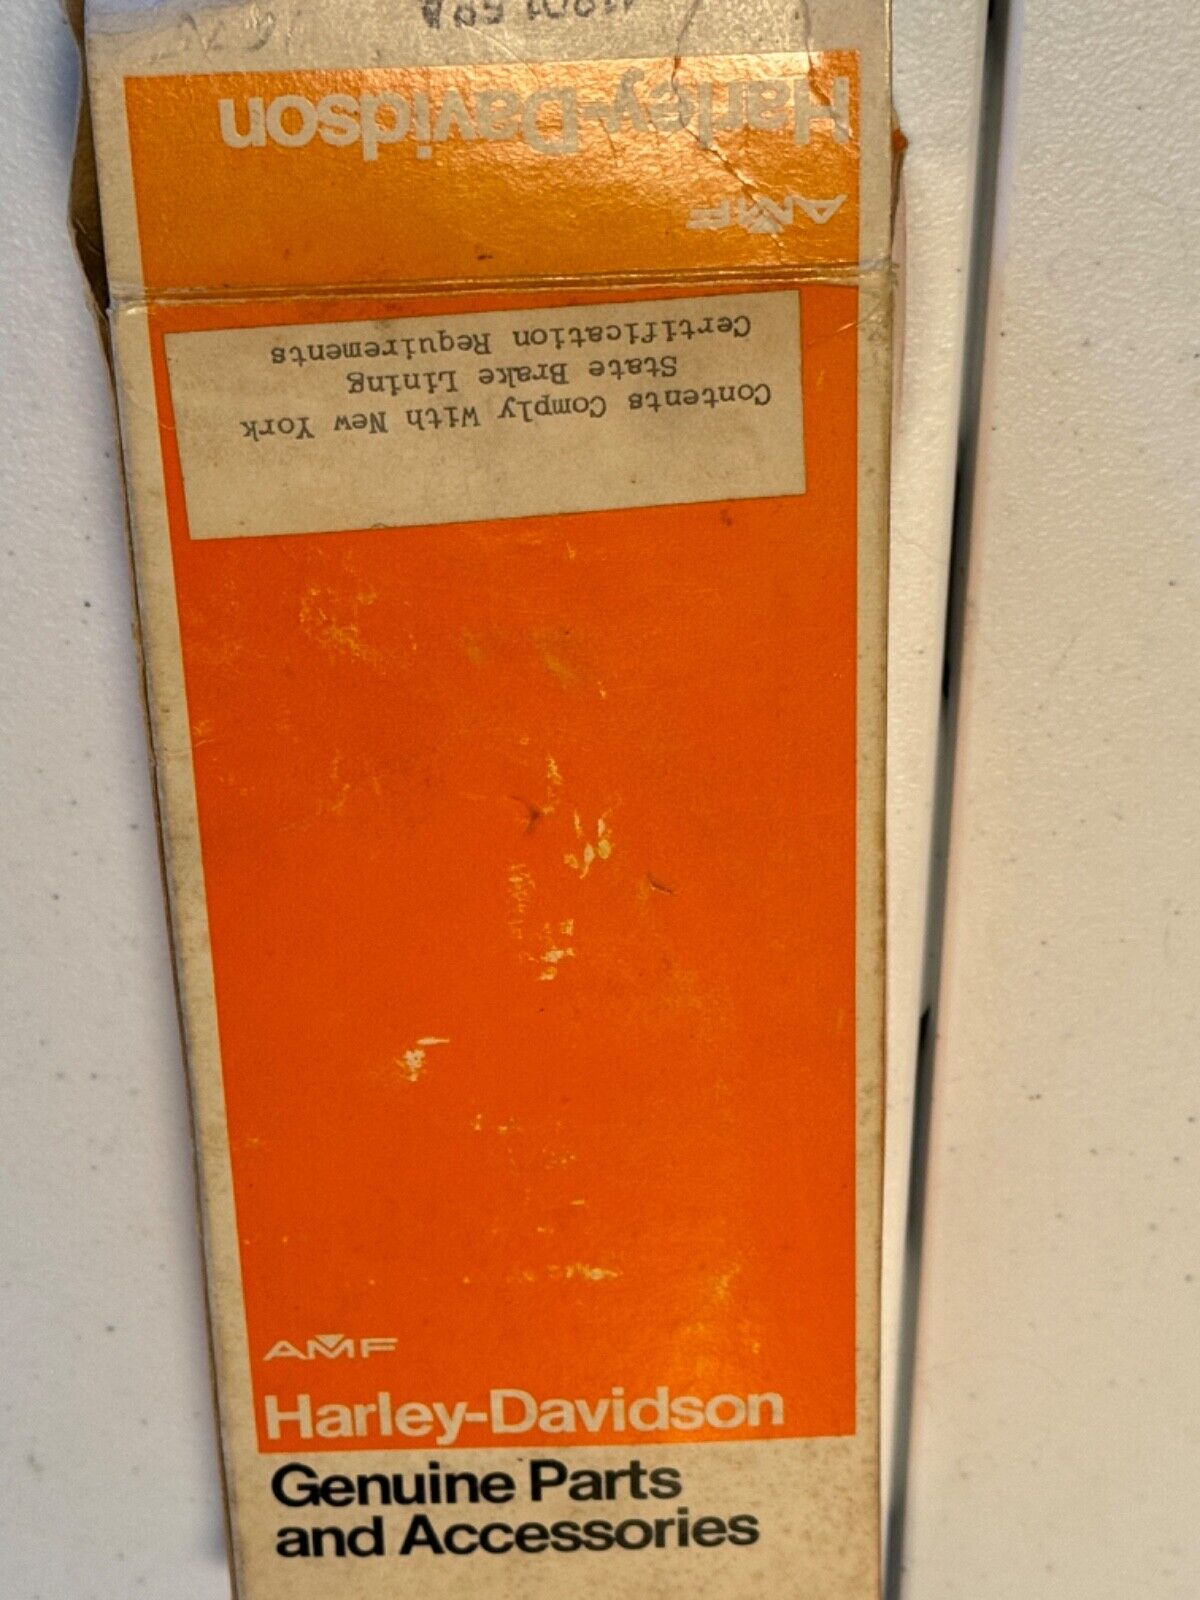 Harley-Davidson
AMF
Contents Comply With New York
State Brake Lining
Certification Requirements
AMF
Harley-Davidson
Genuine Parts
and Accessories